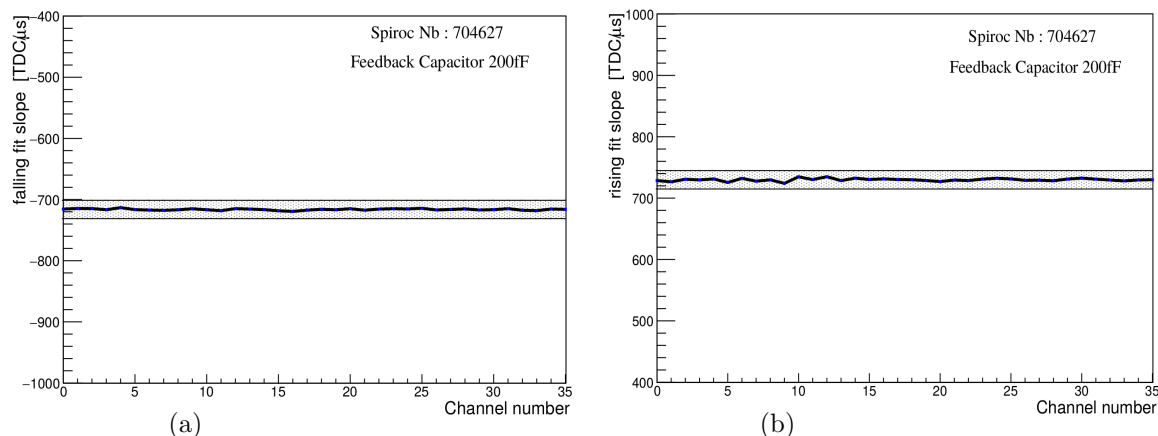 falling fit slope [TDC/µs]
−400
−500
−600
−700
−800
−900
−1000
Spiroc Nb : 704627
Feedback Capacitor 200fF
0 5 10 15 20 25 30 35
Channel number
(a)
rising fit slope [TDC/µs]
1000
900
800
700
600
500
400
Spiroc Nb : 704627
Feedback Capacitor 200fF
0 5 10 15 20 25 30 35
Channel number
(b)